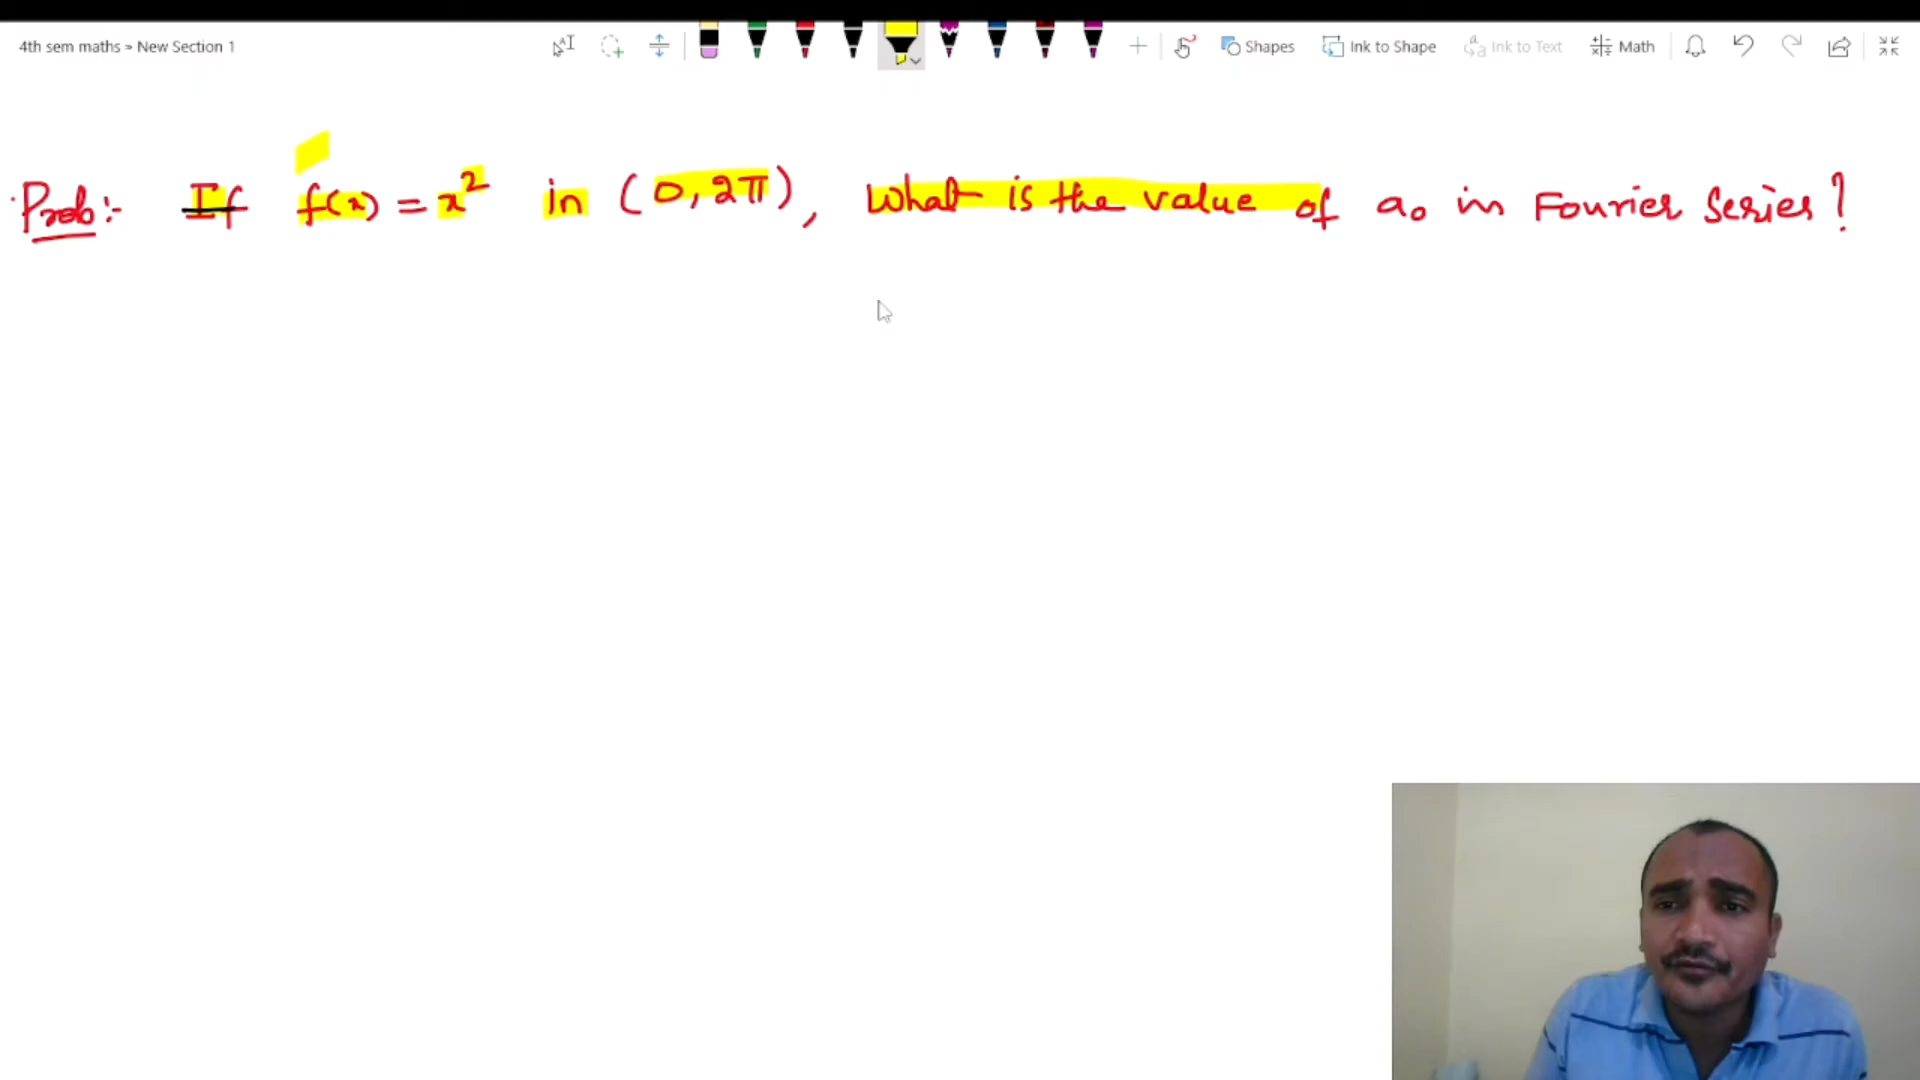 4th sem maths » New Section 1
Shapes
Ink to Shape
Ink to Text
Math
Prob:- If f(x) = x² in (0, 2π), What is the value of a₀ in Fourier Series?